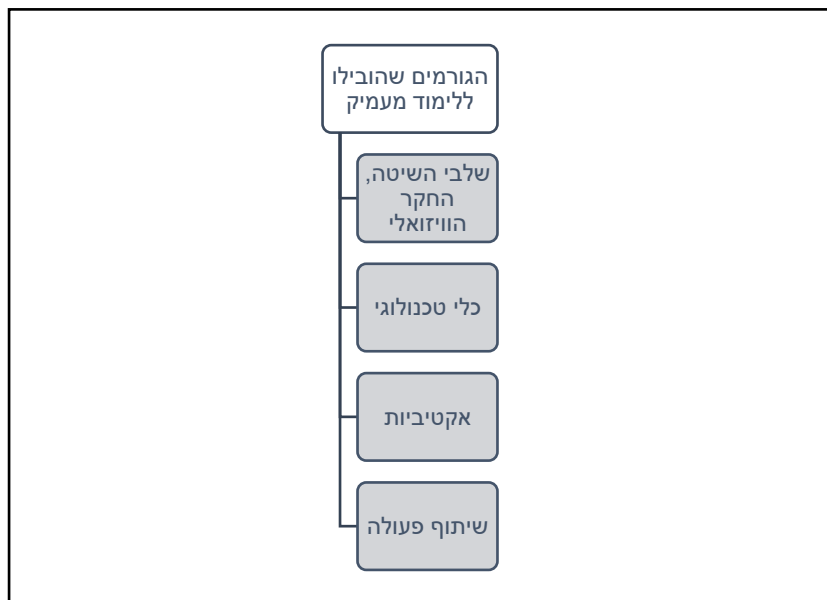 הגורמים שהובילו
ללימוד מעמיק
שלבי השיטה,
החקר
הוויזואלי
כלי טכנולוגי
אקטיביות
שיתוף פעולה